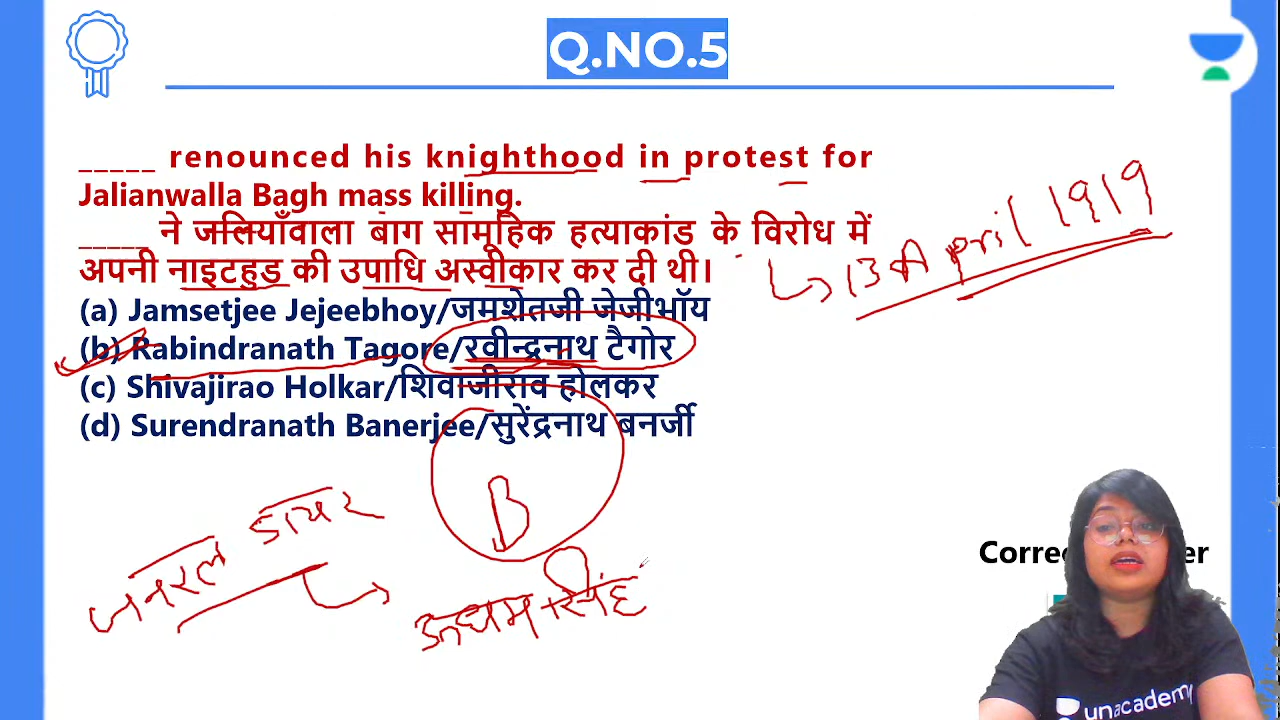 Q.NO.5
_____ renounced his knighthood in protest for
Jalianwalla Bagh mass killing.
_____ ने जलियाँवाला बाग सामूहिक हत्याकांड के विरोध में
अपनी नाइटहुड की उपाधि अस्वीकार कर दी थी।
13 April 1919
(a) Jamsetjee Jejeebhoy/जमशेतजी जेजीभॉय
(b) Rabindranath Tagore/रवीन्द्रनाथ टैगोर
(c) Shivajirao Holkar/शिवाजीराव होलकर
(d) Surendranath Banerjee/सुरेंद्रनाथ बनर्जी
B
जनरल डायर
ऊधम सिंह
unacademy